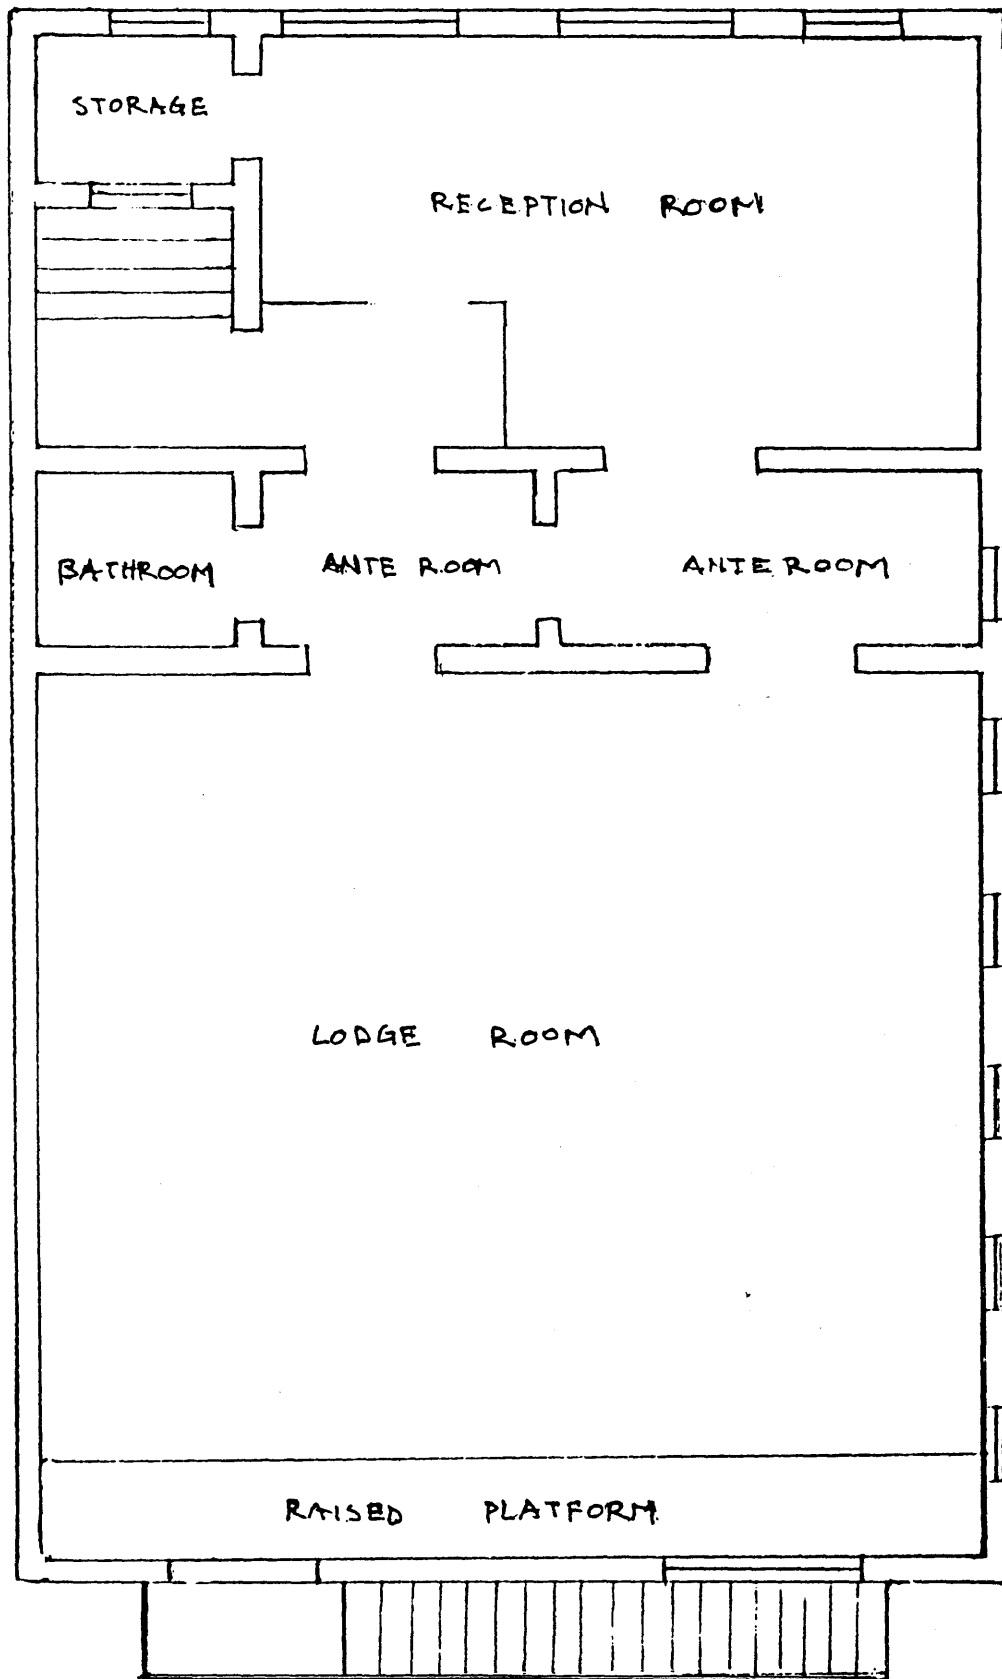 STORAGE
RECEPTION ROOM
BATHROOM
ANTE ROOM
ANTE ROOM
LODGE ROOM
RAISED PLATFORM